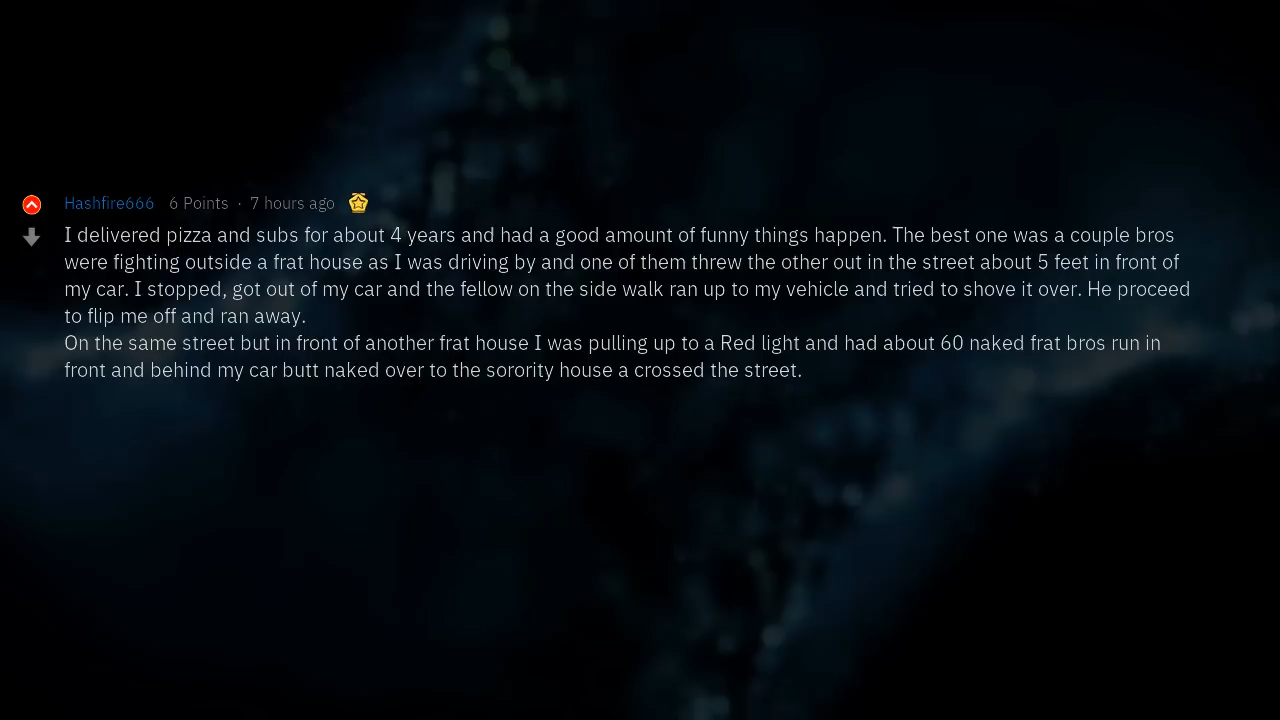 Hashfire666 6 Points · 7 hours ago
I delivered pizza and subs for about 4 years and had a good amount of funny things happen. The best one was a couple bros
were fighting outside a frat house as I was driving by and one of them threw the other out in the street about 5 feet in front of
my car. I stopped, got out of my car and the fellow on the side walk ran up to my vehicle and tried to shove it over. He proceed
to flip me off and ran away.
On the same street but in front of another frat house I was pulling up to a Red light and had about 60 naked frat bros run in
front and behind my car butt naked over to the sorority house a crossed the street.